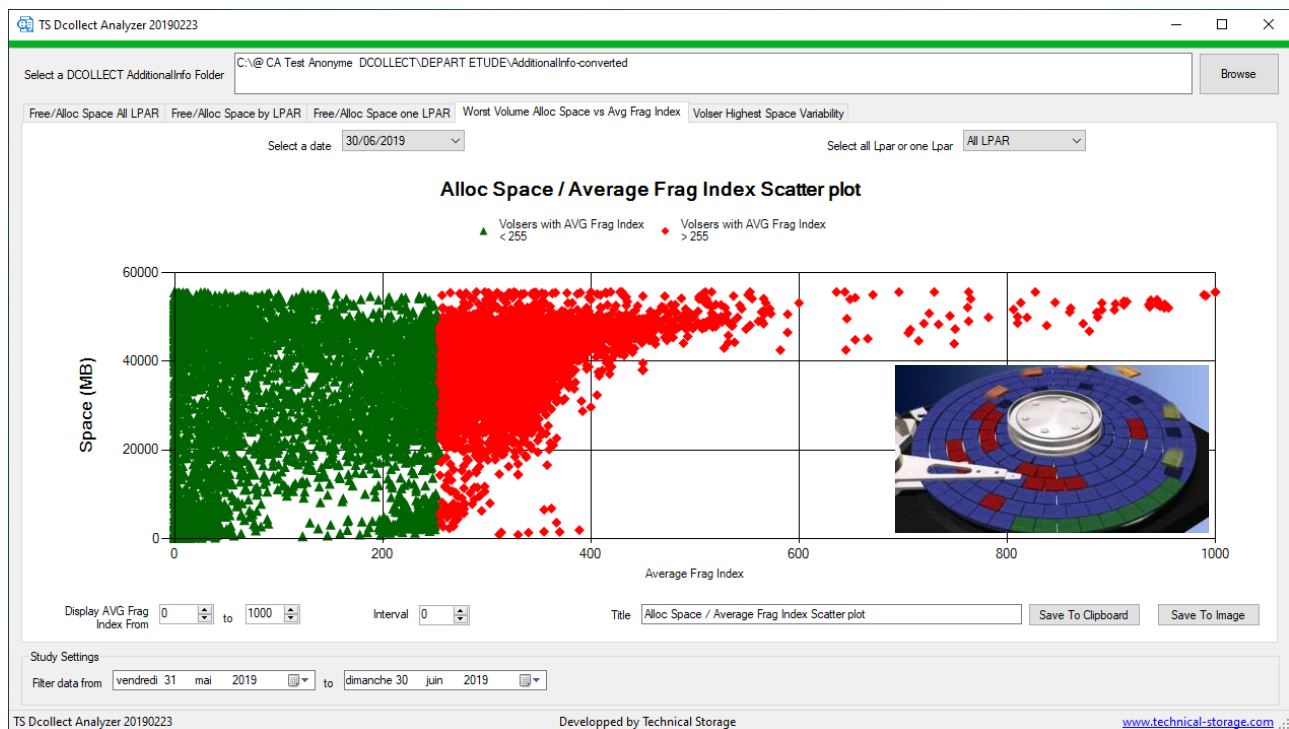 TS Dcollect Analyzer 20190223
Select a DCOLLECT AdditionalInfo Folder
C:\@ CA Test Anonyme DCOLLECT\DEPART ETUDE\AdditionalInfo-converted
Browse
Free/Alloc Space All LPAR Free/Alloc Space by LPAR Free/Alloc Space one LPAR Worst Volume Alloc Space vs Avg Frag Index Volser Highest Space Variability
Select a date 30/06/2019 Select all Lpar or one Lpar All LPAR
Alloc Space / Average Frag Index Scatter plot
Volsers with AVG Frag Index
< 255
Volsers with AVG Frag Index
> 255
Space (MB)
60000
40000
20000
0
0 200 400 600 800 1000
Average Frag Index
Display AVG Frag
Index From
0 to 1000 Interval 0 Title Alloc Space / Average Frag Index Scatter plot Save To Clipboard Save To Image
Study Settings
Filter data from vendredi 31 mai 2019 to dimanche 30 juin 2019
TS Dcollect Analyzer 20190223 Developped by Technical Storage www.technical-storage.com